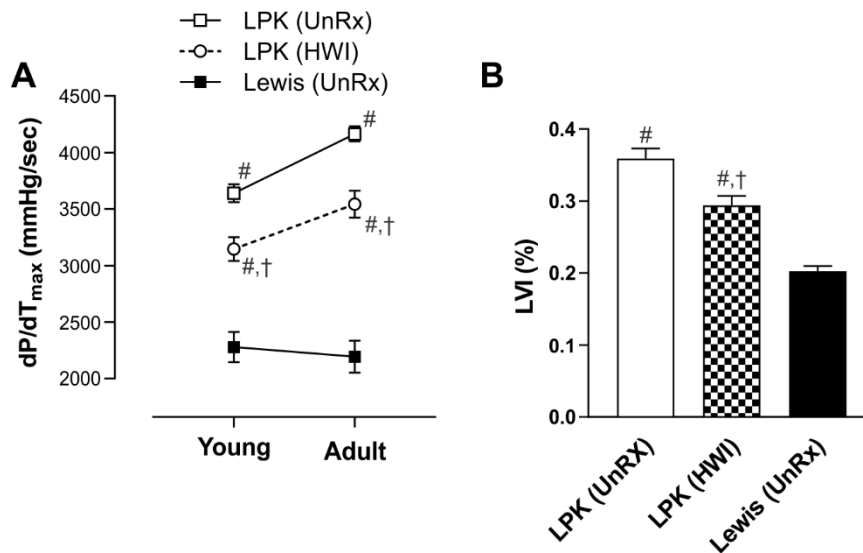 LPK (UnRx)
LPK (HWI)
Lewis (UnRx)
A
dP/dTmax (mmHg/sec)
4500
4000
3500
3000
2500
2000
#
#
#,†
#,†
Young
Adult
B
LVI (%)
0.4
0.3
0.2
0.1
0.0
#
#,†
LPK (UnRX)
LPK (HWI)
Lewis (UnRx)